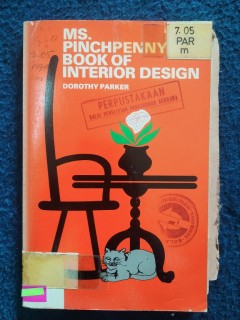 MS.
PINCHPENNY
BOOK OF
INTERIOR DESIGN
DOROTHY PARKER
7.05
PAR
m
PERPUSTAKAAN